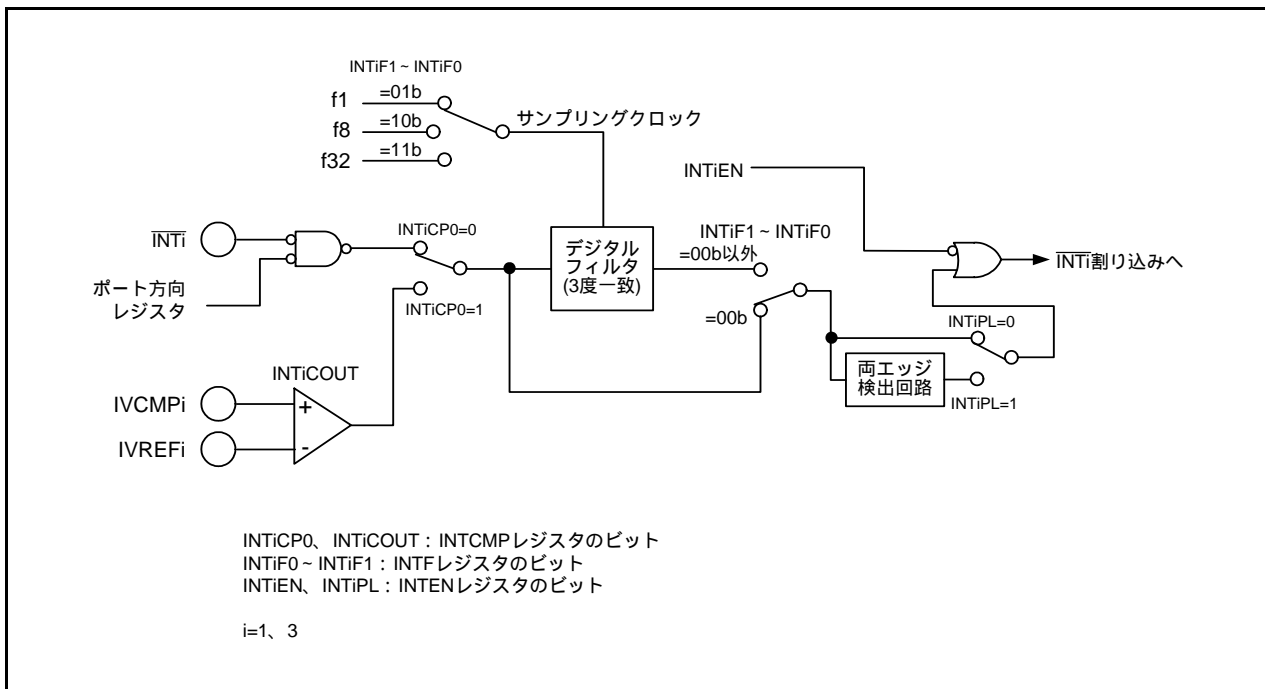 INTiF1 ~ INTiF0
f1
=01b
f8
=10b
f32
=11b
サンプリングクロック
INTiEN
INTi
INTiCP0=0
デジタル
フィルタ
(3度一致)
INTiF1 ~ INTiF0
=00b以外
INTi割り込みへ
ポート方向
レジスタ
INTiCP0=1
=00b
INTiPL=0
両エッジ
検出回路
INTiPL=1
INTiCOUT
IVCMPi
+
IVREFi
-
INTiCP0、INTiCOUT：INTCMPレジスタのビット
INTiF0 ~ INTiF1：INTFレジスタのビット
INTiEN、INTiPL：INTENレジスタのビット
i=1、3